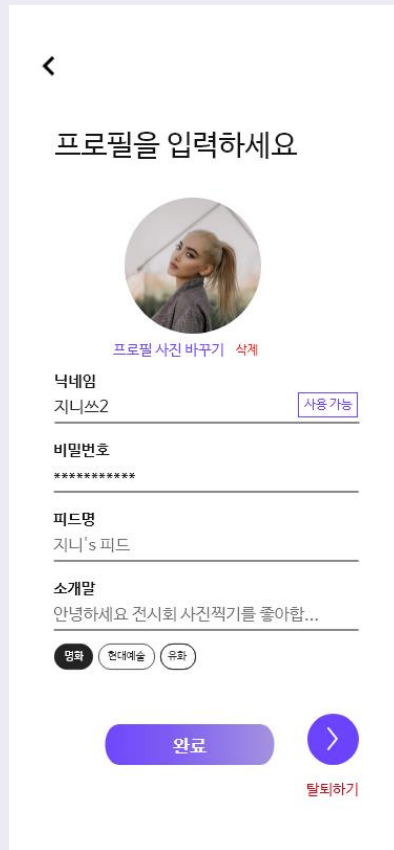 프로필을 입력하세요
프로필 사진 바꾸기 삭제
닉네임
지니쓰2 사용 가능
비밀번호
***********
피드명
지니's 피드
소개말
안녕하세요 전시회 사진찍기를 좋아합...
명화 현대예술 유화
완료
탈퇴하기